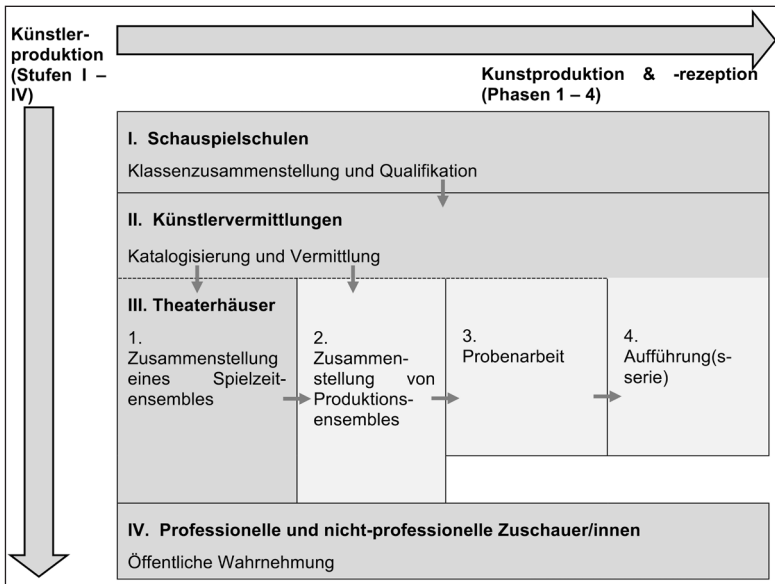 Künstler-
produktion
(Stufen I –
IV)
Kunstproduktion & -rezeption
(Phasen 1 – 4)
I. Schauspielschulen
Klassenzusammenstellung und Qualifikation
II. Künstlervermittlungen
Katalogisierung und Vermittlung
III. Theaterhäuser
1.
Zusammenstellung
eines Spielzeit-
ensembles
2.
Zusammen-
stellung von
Produktions-
ensembles
3.
Probenarbeit
4.
Aufführung(s-
serie)
IV. Professionelle und nicht-professionelle Zuschauer/innen
Öffentliche Wahrnehmung